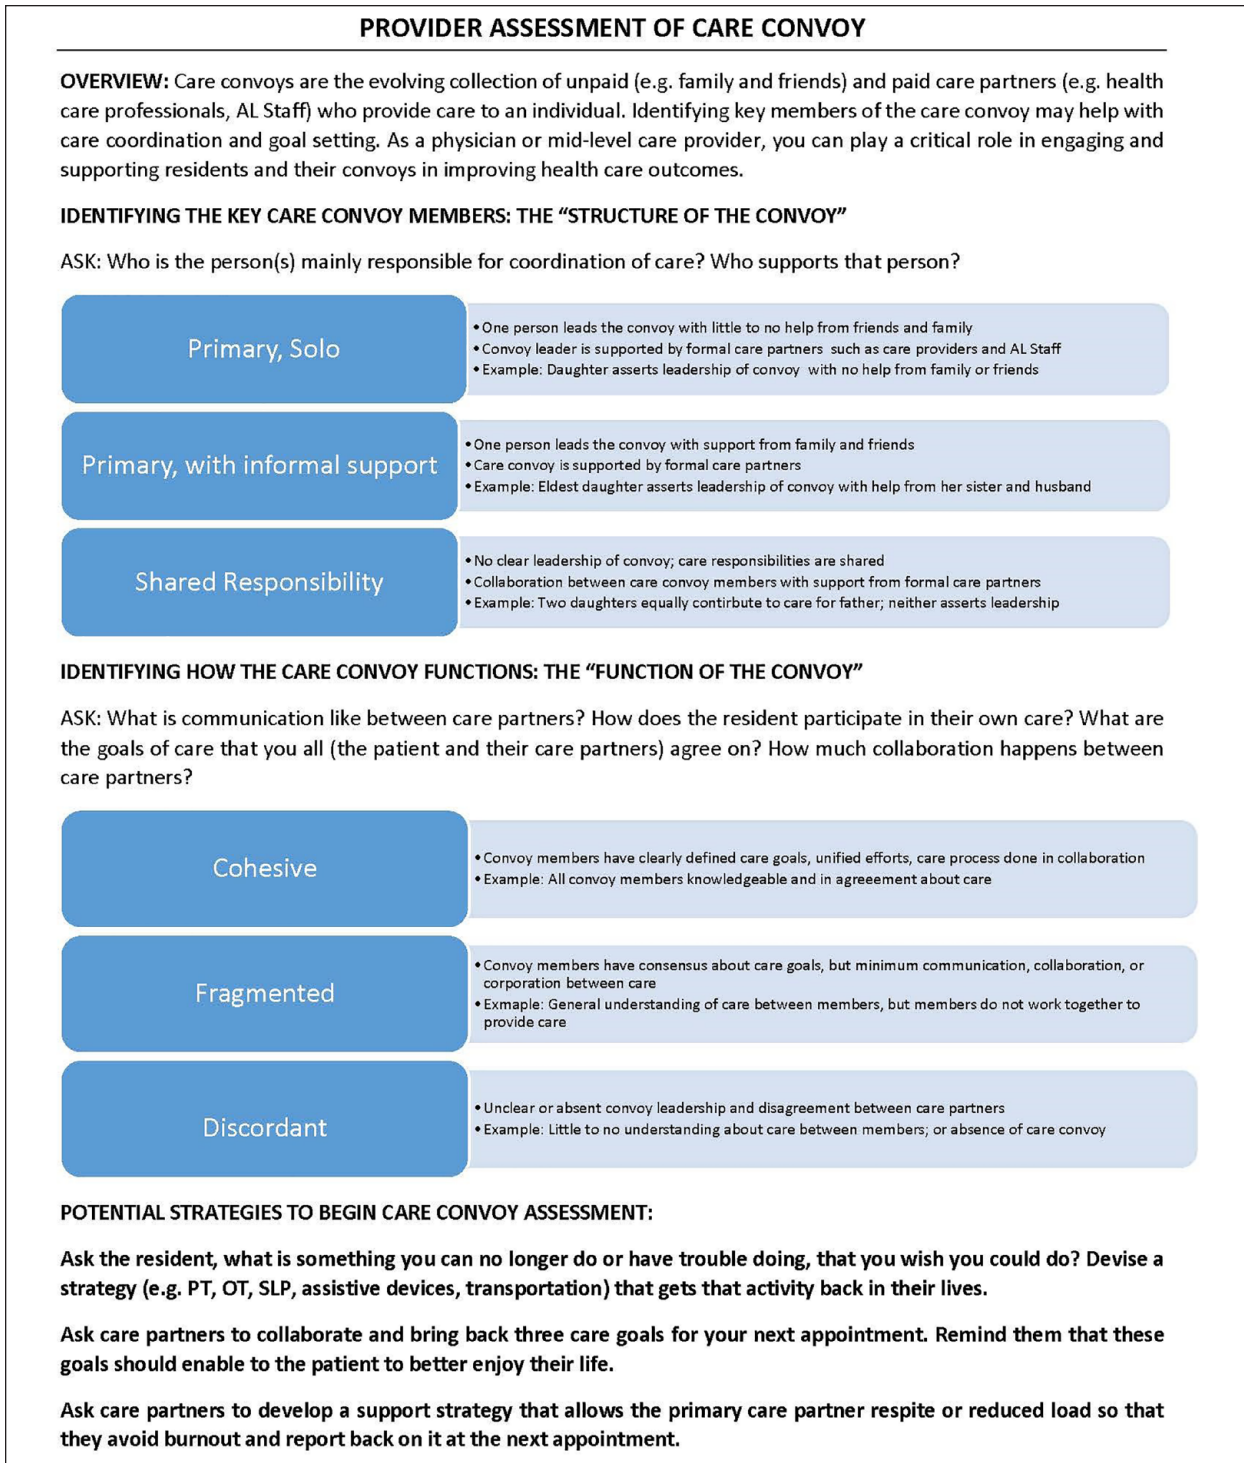 PROVIDER ASSESSMENT OF CARE CONVOY
OVERVIEW: Care convoys are the evolving collection of unpaid (e.g. family and friends) and paid care partners (e.g. health
care professionals, AL Staff) who provide care to an individual. Identifying key members of the care convoy may help with
care coordination and goal setting. As a physician or mid-level care provider, you can play a critical role in engaging and
supporting residents and their convoys in improving health care outcomes.
IDENTIFYING THE KEY CARE CONVOY MEMBERS: THE “STRUCTURE OF THE CONVOY”
ASK: Who is the person(s) mainly responsible for coordination of care? Who supports that person?
Primary, Solo
• One person leads the convoy with little to no help from friends and family
• Convoy leader is supported by formal care partners such as care providers and AL Staff
• Example: Daughter asserts leadership of convoy with no help from family or friends
Primary, with informal support
• One person leads the convoy with support from family and friends
• Care convoy is supported by formal care partners
• Example: Eldest daughter asserts leadership of convoy with help from her sister and husband
Shared Responsibility
• No clear leadership of convoy; care responsibilities are shared
• Collaboration between care convoy members with support from formal care partners
• Example: Two daughters equally contirbute to care for father; neither asserts leadership
IDENTIFYING HOW THE CARE CONVOY FUNCTIONS: THE “FUNCTION OF THE CONVOY”
ASK: What is communication like between care partners? How does the resident participate in their own care? What are
the goals of care that you all (the patient and their care partners) agree on? How much collaboration happens between
care partners?
Cohesive
• Convoy members have clearly defined care goals, unified efforts, care process done in collaboration
• Example: All convoy members knowledgeable and in agreeement about care
Fragmented
• Convoy members have consensus about care goals, but minimum communication, collaboration, or
corporation between care
• Exmaple: General understanding of care between members, but members do not work together to
provide care
Discordant
• Unclear or absent convoy leadership and disagreement between care partners
• Example: Little to no understanding about care between members; or absence of care convoy
POTENTIAL STRATEGIES TO BEGIN CARE CONVOY ASSESSMENT:
Ask the resident, what is something you can no longer do or have trouble doing, that you wish you could do? Devise a
strategy (e.g. PT, OT, SLP, assistive devices, transportation) that gets that activity back in their lives.
Ask care partners to collaborate and bring back three care goals for your next appointment. Remind them that these
goals should enable to the patient to better enjoy their life.
Ask care partners to develop a support strategy that allows the primary care partner respite or reduced load so that
they avoid burnout and report back on it at the next appointment.